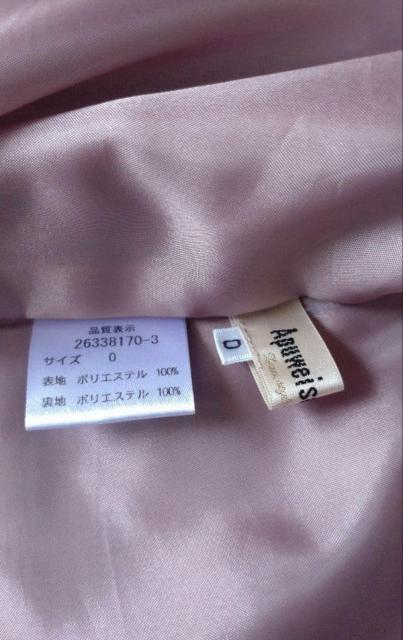 品質表示
26338170-3
サイズ 0
表地 ポリエステル 100%
裏地 ポリエステル 100%
0
Apuweis